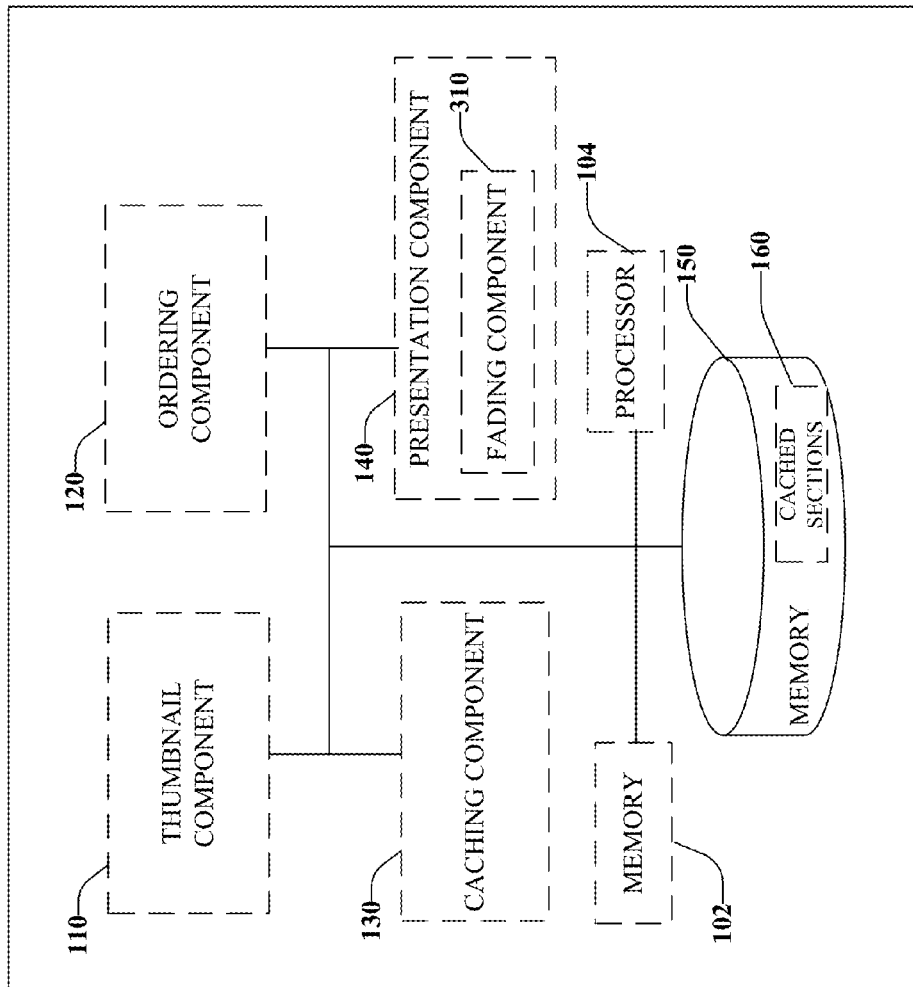 110
THUMBNAIL
COMPONENT
120
ORDERING
COMPONENT
130
CACHING COMPONENT
140
PRESENTATION COMPONENT
310
FADING COMPONENT
102
MEMORY
104
PROCESSOR
150
MEMORY
160
CACHED
SECTIONS